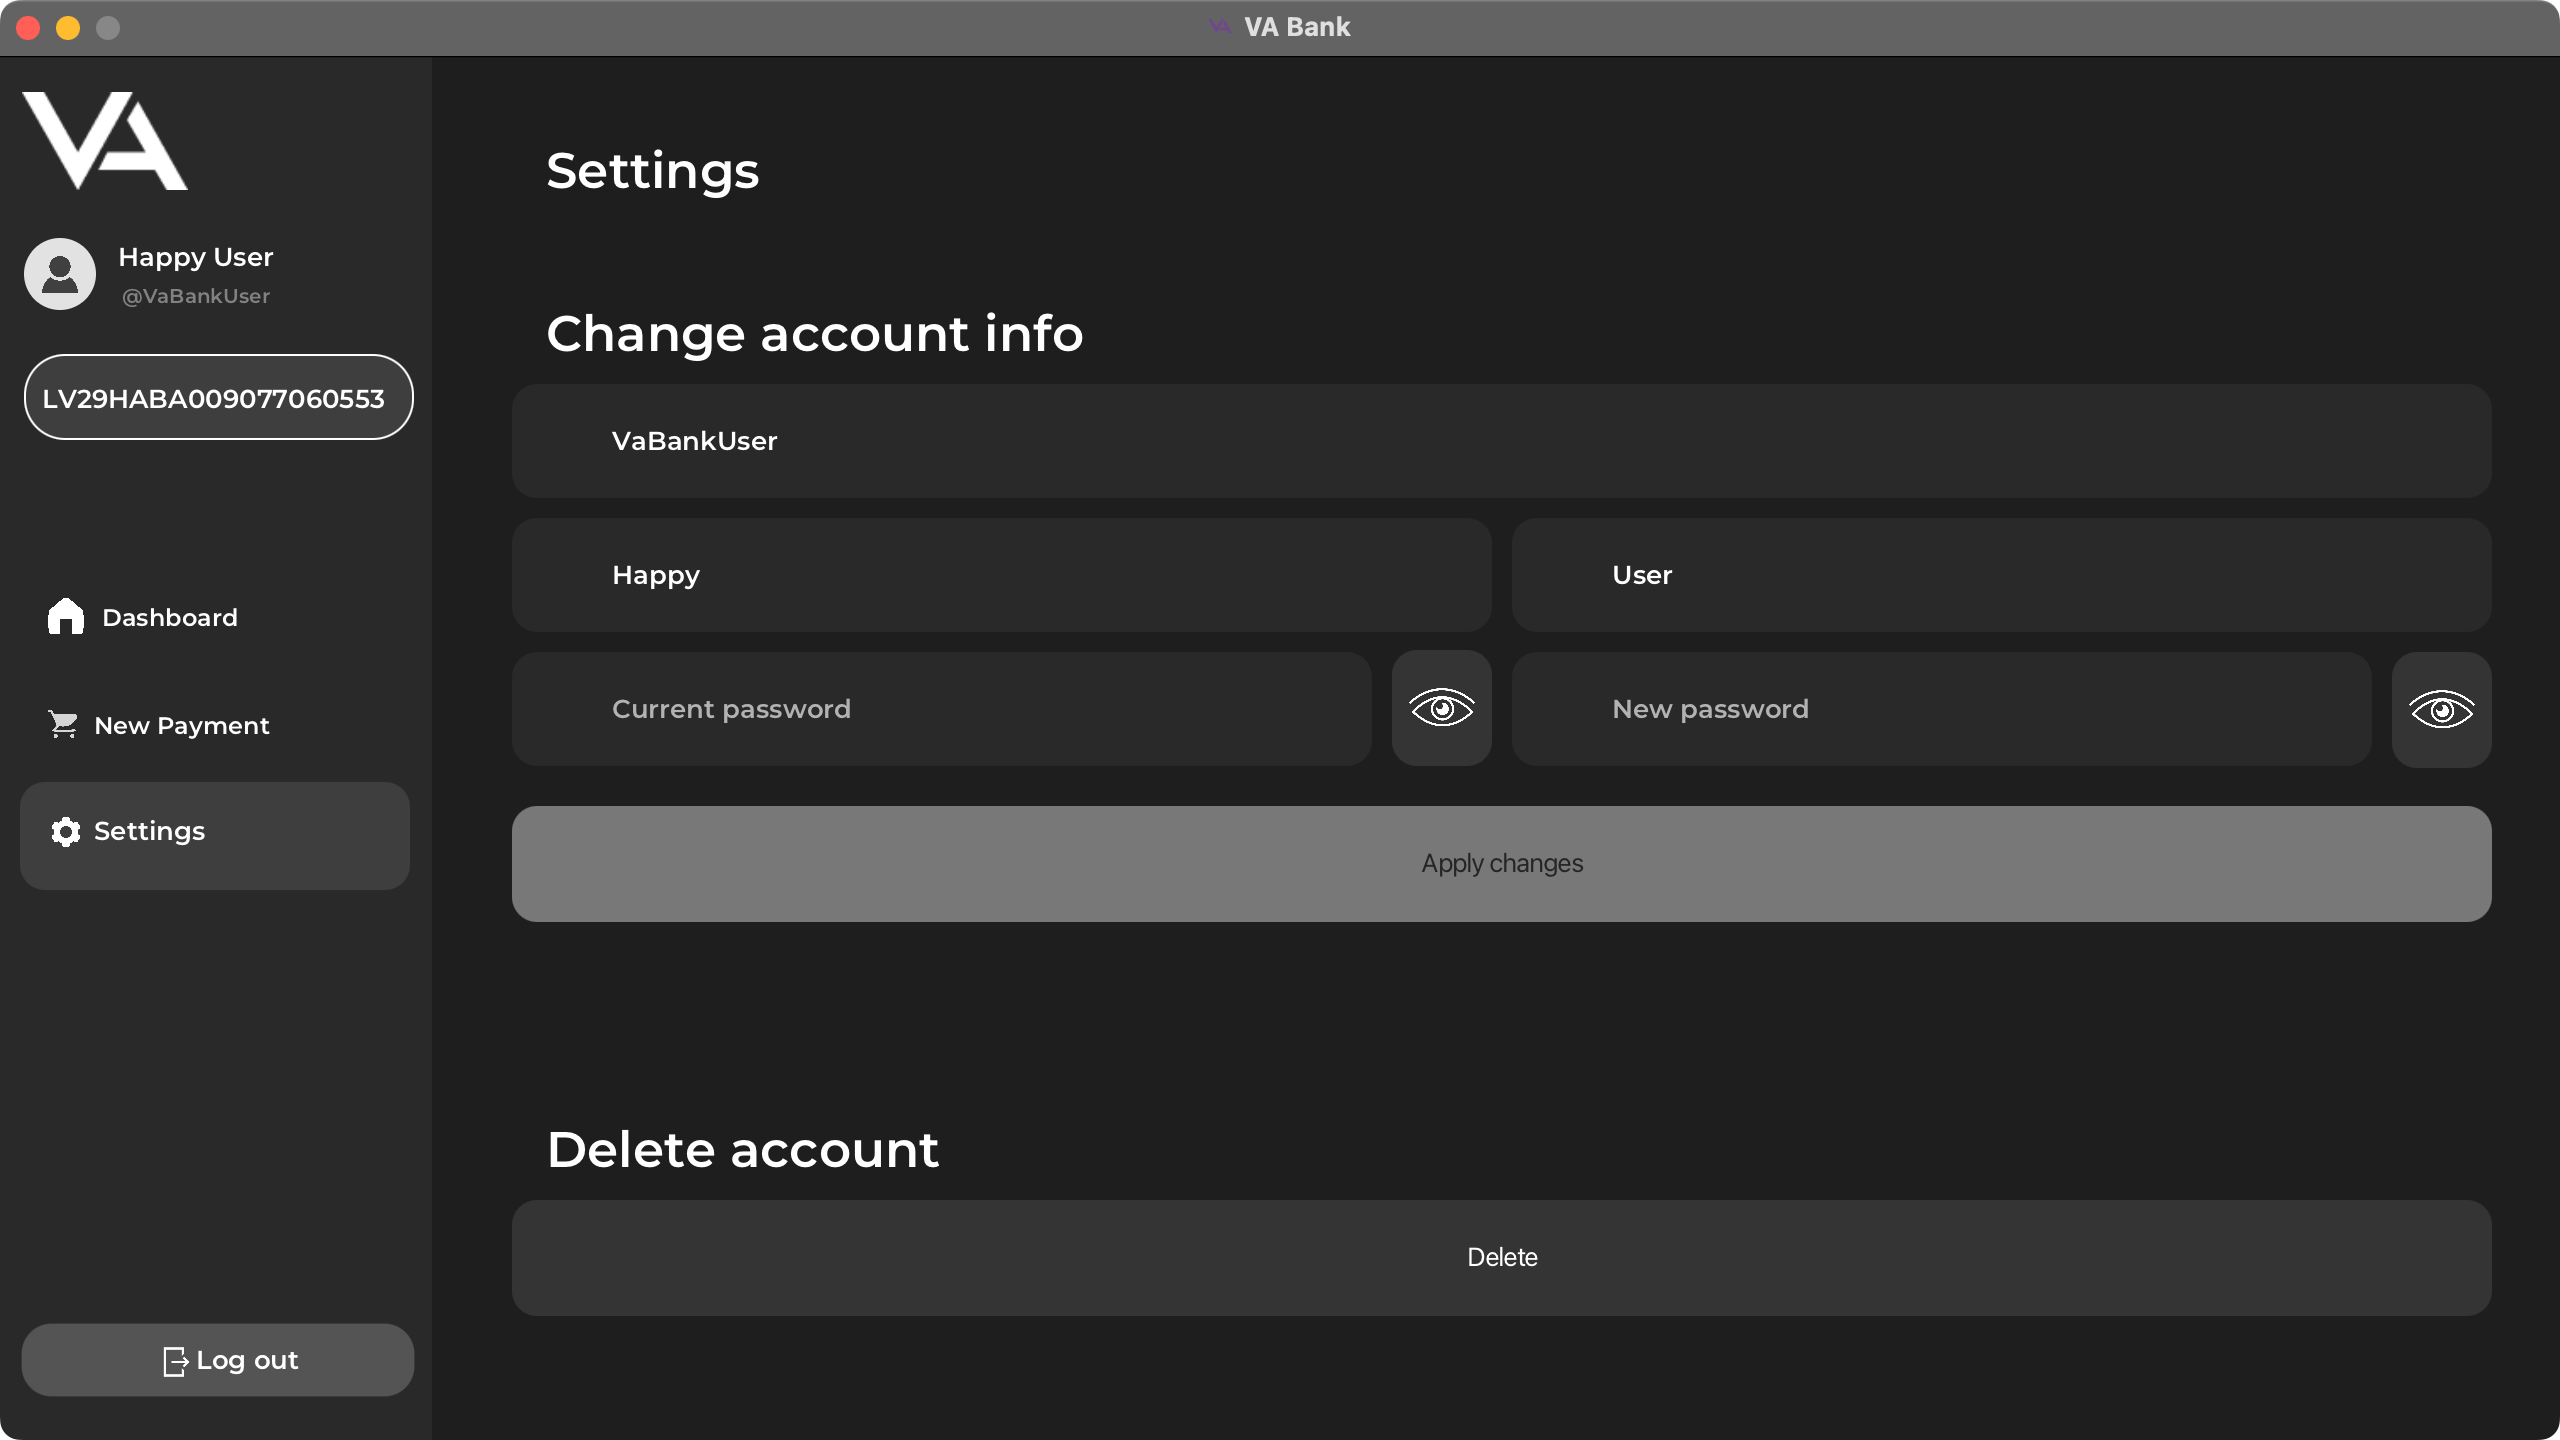 VA Bank
VA
Happy User
@VaBankUser
LV29HABA009077060553
Dashboard
New Payment
Settings
Log out
Settings
Change account info
VaBankUser
Happy
User
Current password
New password
Apply changes
Delete account
Delete